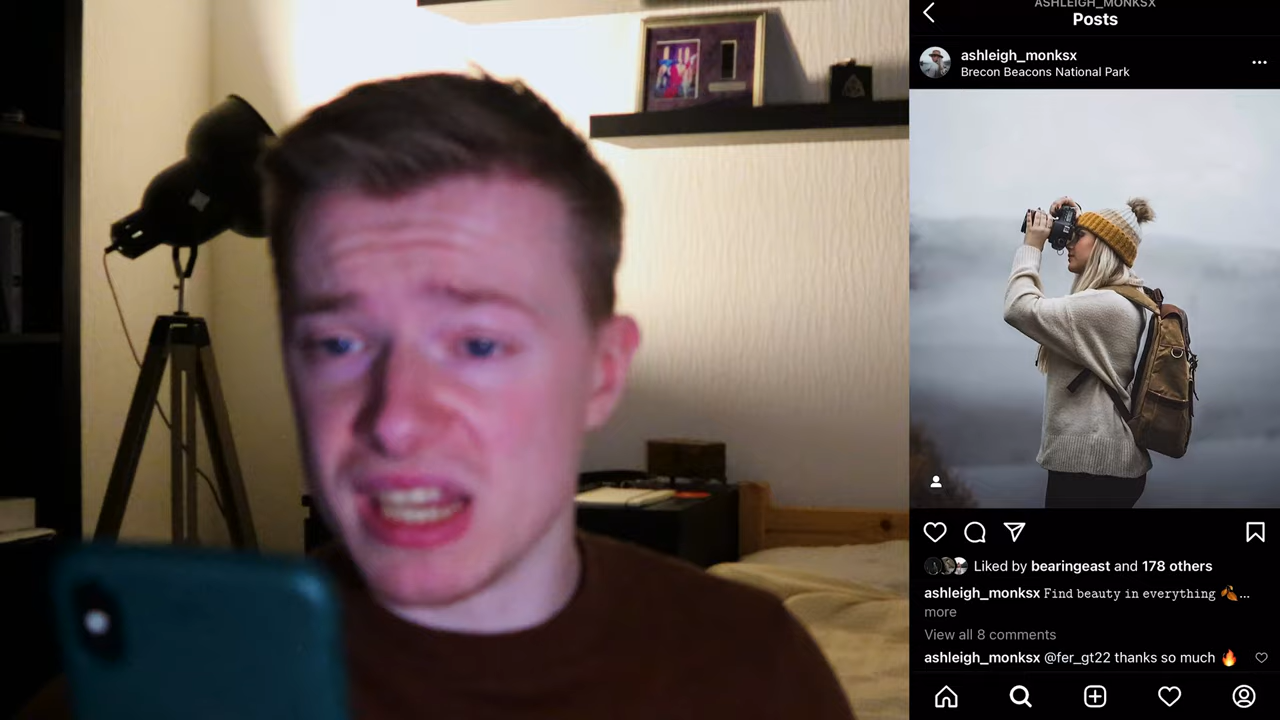 ASHLEIGH_MONKSX
Posts
ashleigh_monksx
Brecon Beacons National Park
Liked by bearingeast and 178 others
ashleigh_monksx Find beauty in everything 🍂...
more
View all 8 comments
ashleigh_monksx @fer_gt22 thanks so much 🔥